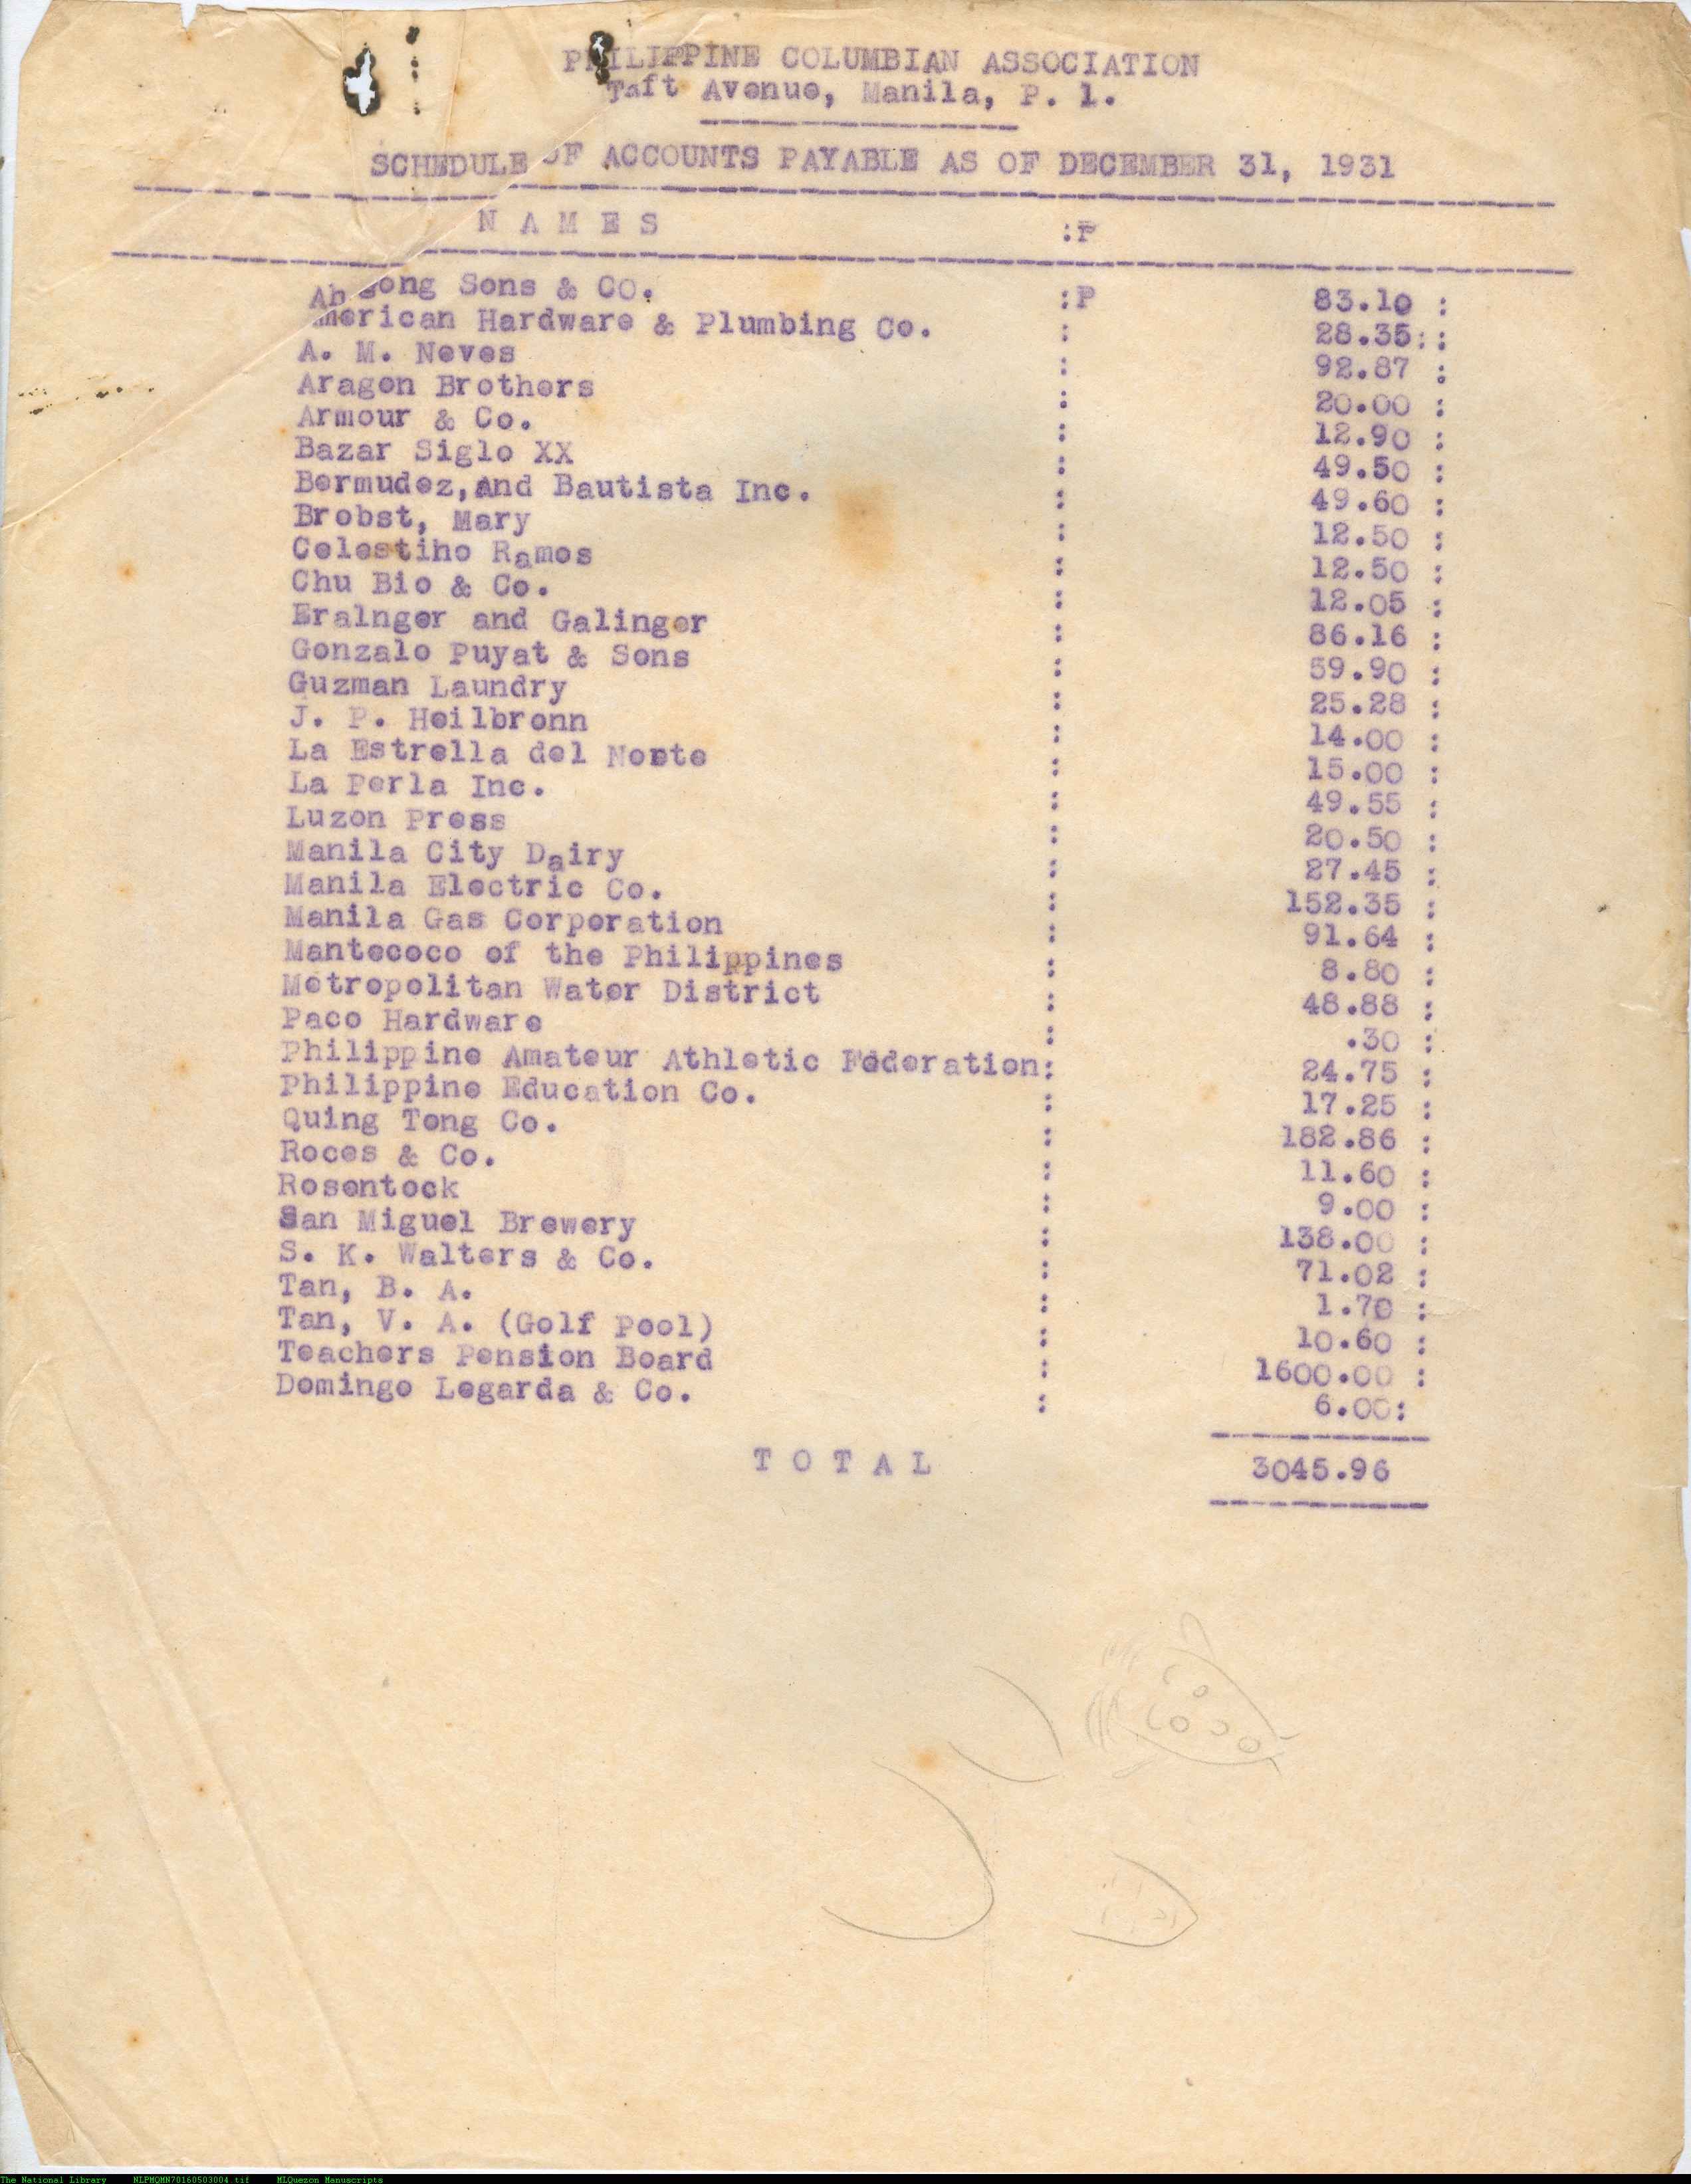 PHILIPPINE COLUMBIAN ASSOCIATION
Taft Avenue, Manila, P. I.
SCHEDULE OF ACCOUNTS PAYABLE AS OF DECEMBER 31, 1931
N A M E S :P
Ah Gong Sons & CO. :P 83.10 :
American Hardware & Plumbing Co. : 28.35::
A. M. Neves : 92.87 :
Aragon Brothers : 20.00 :
Armour & Co. : 12.90 :
Bazar Siglo XX : 49.50 :
Bermudez,and Bautista Inc. : 49.60 :
Brobst, Mary : 12.50 :
Celestiho Ramos : 12.50 :
Chu Bio & Co. : 12.05 :
Eralnger and Galinger : 86.16 :
Gonzalo Puyat & Sons : 59.90 :
Guzman Laundry : 25.28 :
J. P. Heilbronn : 14.00 :
La Estrella del Norte : 15.00 :
La Perla Inc. : 49.55 :
Luzon Press : 20.50 :
Manila City Dairy : 27.45 :
Manila Electric Co. : 152.35 :
Manila Gas Corporation : 91.64 :
Mantecoco of the Philippines : 8.80 :
Metropolitan Water District : 48.88 :
Paco Hardware : .30 :
Philippine Amateur Athletic Federation: 24.75 :
Philippine Education Co. : 17.25 :
Quing Tong Co. : 182.86 :
Roces & Co. : 11.60 :
Rosentock : 9.00 :
San Miguel Brewery : 138.00 :
S. K. Walters & Co. : 71.02 :
Tan, B. A. : 1.70 :
Tan, V. A. (Golf Pool) : 10.60 :
Teachers Pension Board : 1600.00 :
Domingo Legarda & Co. : 6.00:
T O T A L 3045.96
The National Library NLPMQMN70160503004.tif MLQuezon Manuscripts